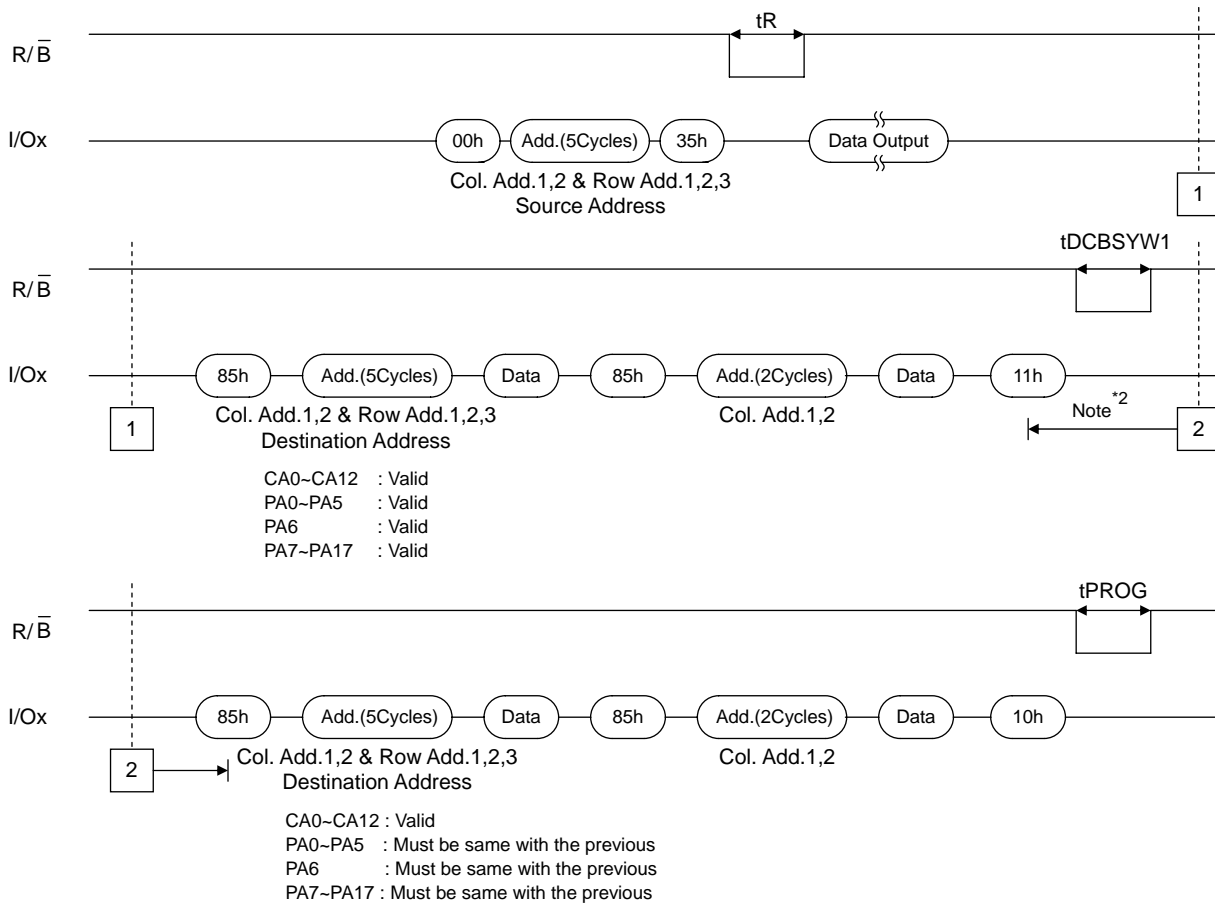 tR
R/B̅
I/Ox
00h Add.(5Cycles) 35h Data Output
Col. Add.1,2 & Row Add.1,2,3
Source Address
1
tDCBSYW1
R/B̅
I/Ox
85h Add.(5Cycles) Data 85h Add.(2Cycles) Data 11h
Col. Add.1,2 & Row Add.1,2,3 Col. Add.1,2
Destination Address
Note*2
1
2
CA0~CA12 : Valid
PA0~PA5 : Valid
PA6 : Valid
PA7~PA17 : Valid
tPROG
R/B̅
I/Ox
85h Add.(5Cycles) Data 85h Add.(2Cycles) Data 10h
2
Col. Add.1,2 & Row Add.1,2,3 Col. Add.1,2
Destination Address
CA0~CA12 : Valid
PA0~PA5 : Must be same with the previous
PA6 : Must be same with the previous
PA7~PA17 : Must be same with the previous